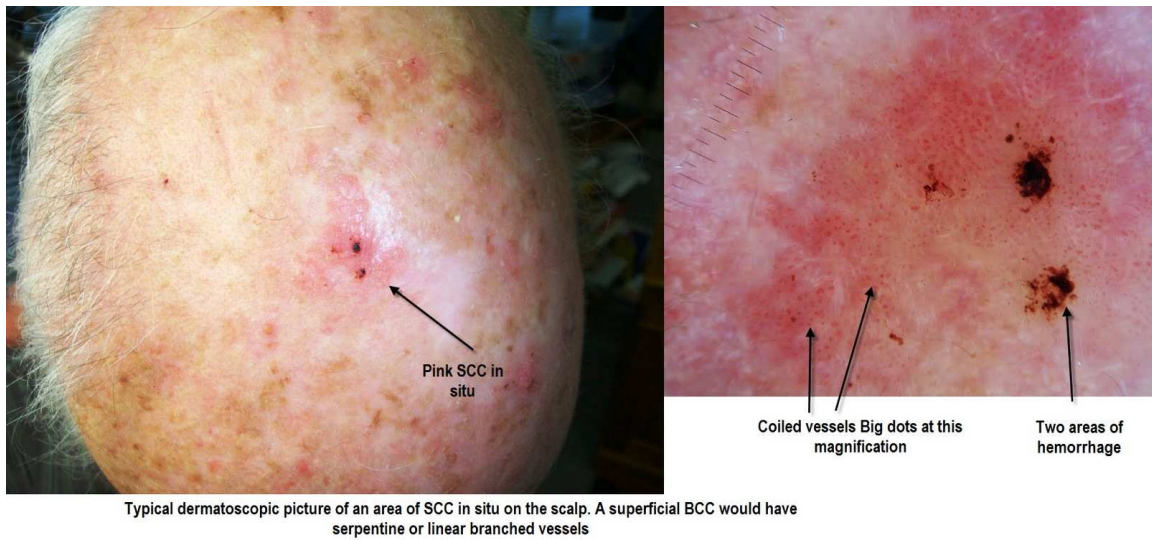 Pink SCC in
situ
Coiled vessels Big dots at this
magnification
Two areas of
hemorrhage
Typical dermatoscopic picture of an area of SCC in situ on the scalp. A superficial BCC would have
serpentine or linear branched vessels